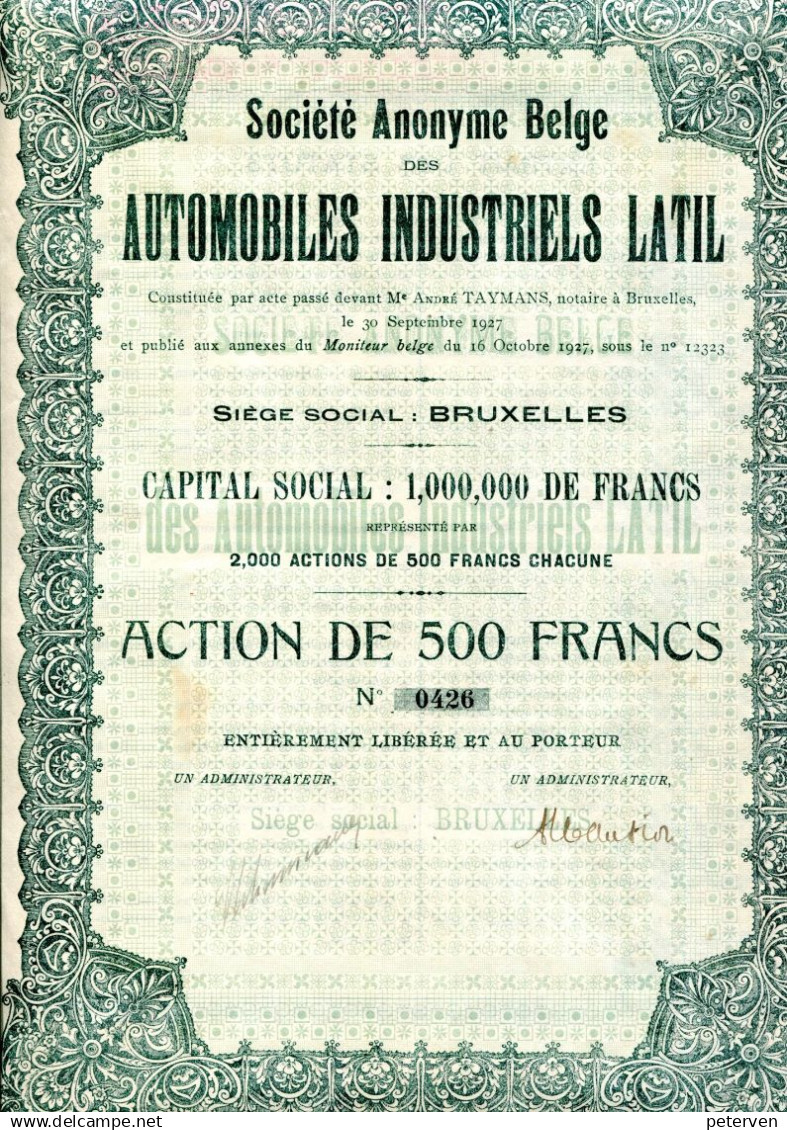 Société Anonyme Belge
DES
AUTOMOBILES INDUSTRIELS LATIL
Constituée par acte passé devant Me André TAYMANS, notaire à Bruxelles,
le 30 Septembre 1927
et publié aux annexes du Moniteur belge du 16 Octobre 1927, sous le no 12323
SOCIÉTÉ ANONYME BELGE
Siège social : BRUXELLES
CAPITAL SOCIAL : 1,000,000 DE FRANCS
des Automobiles Industriels LATIL
REPRÉSENTÉ PAR
2,000 ACTIONS DE 500 FRANCS CHACUNE
ACTION DE 500 FRANCS
No 0426
ENTIÈREMENT LIBÉRÉE ET AU PORTEUR
UN ADMINISTRATEUR, UN ADMINISTRATEUR,
Siège social : BRUXELLES
delcampe.net
peterven